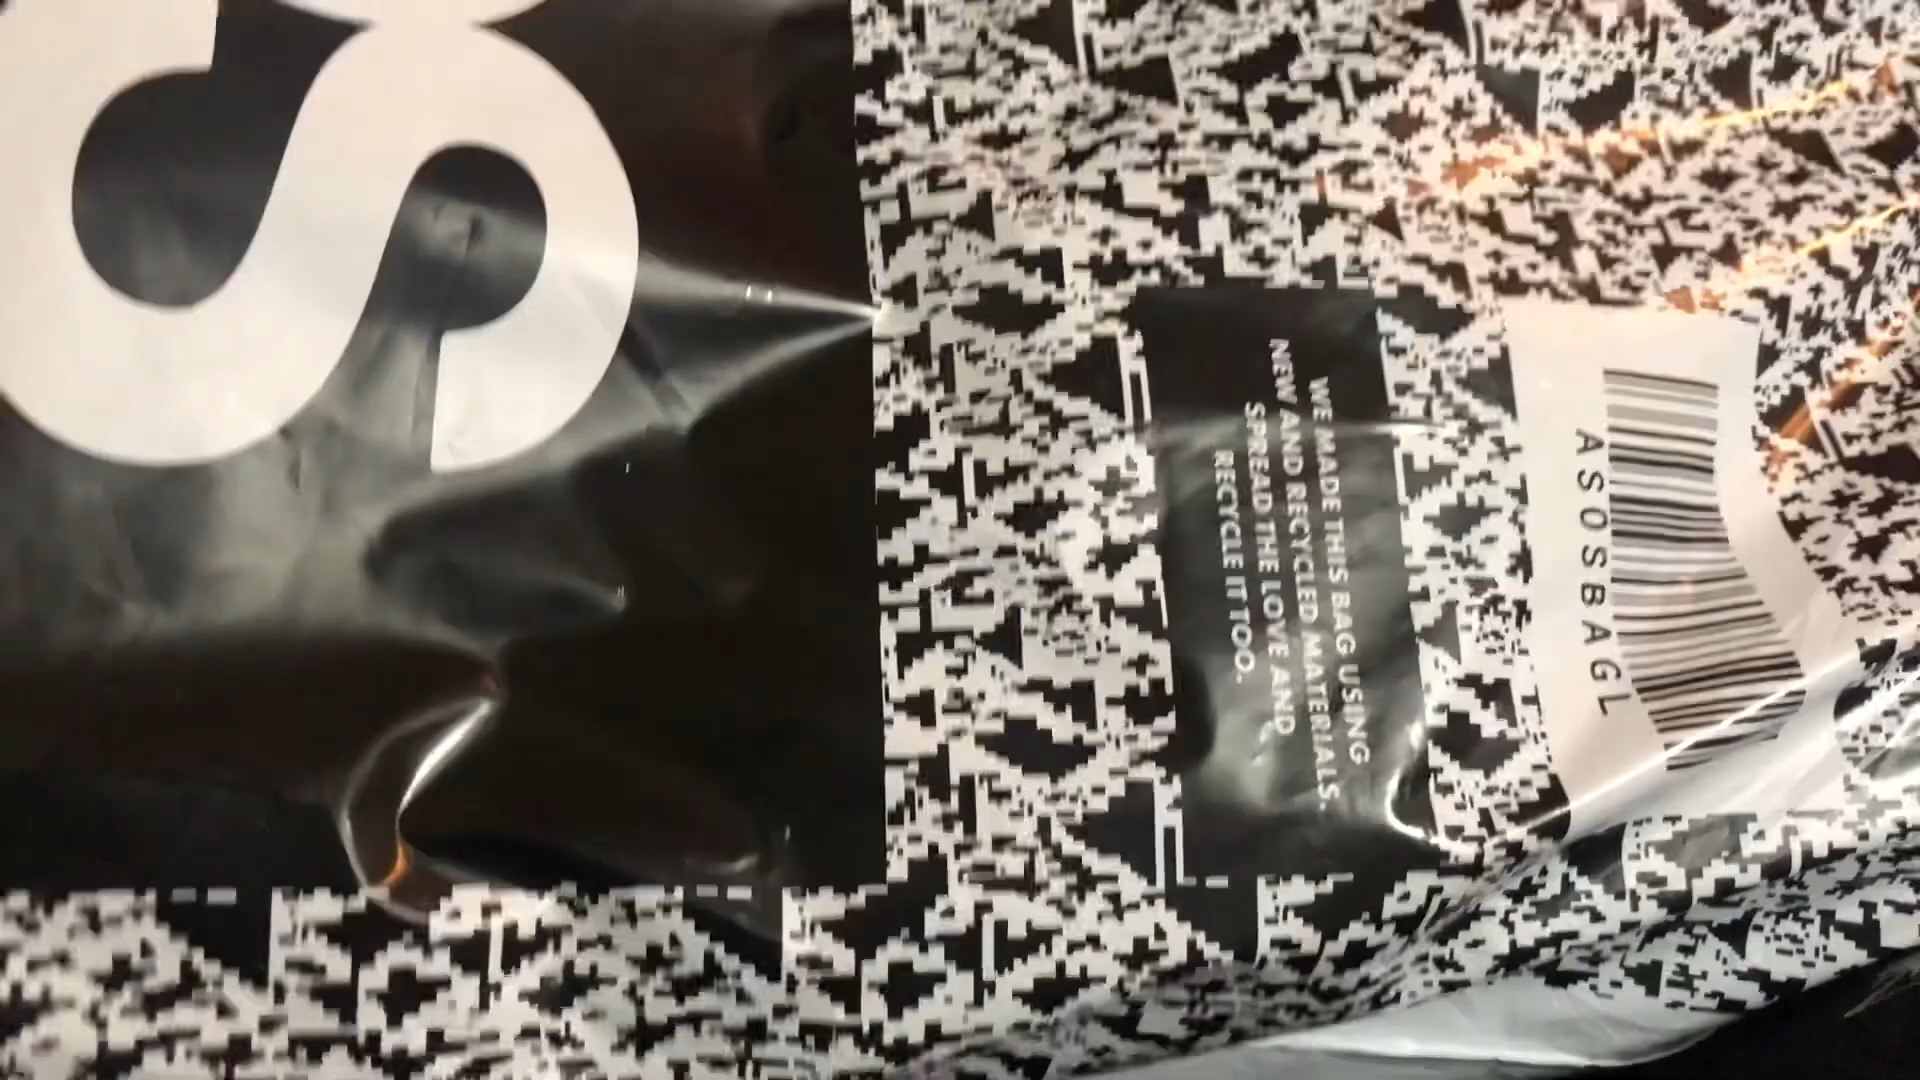 S
WE MADE THIS BAG USING
NEW AND RECYCLED MATERIALS.
SPREAD THE LOVE AND
RECYCLE IT TOO.
ASOSBAGL